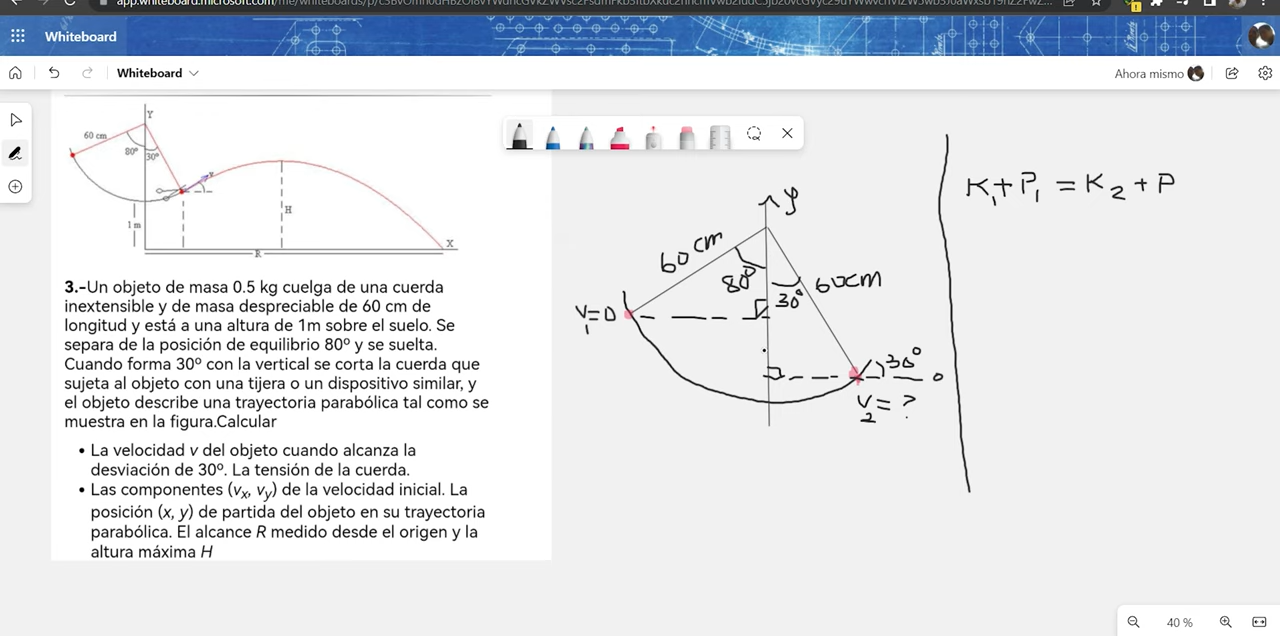 Whiteboard
Whiteboard
Ahora mismo
Y
60 cm
80º
30º
v
H
1 m
R
X
3.-Un objeto de masa 0.5 kg cuelga de una cuerda
inextensible y de masa despreciable de 60 cm de
longitud y está a una altura de 1m sobre el suelo. Se
separa de la posición de equilibrio 80º y se suelta.
Cuando forma 30º con la vertical se corta la cuerda que
sujeta al objeto con una tijera o un dispositivo similar, y
el objeto describe una trayectoria parabólica tal como se
muestra en la figura.Calcular
• La velocidad v del objeto cuando alcanza la
desviación de 30º. La tensión de la cuerda.
• Las componentes (vx, vy) de la velocidad inicial. La
posición (x, y) de partida del objeto en su trayectoria
parabólica. El alcance R medido desde el origen y la
altura máxima H
y
60 cm
80º
60cm
30º
V1=0
30º
V2= ?
K1+P1 = K2 + P
40 %